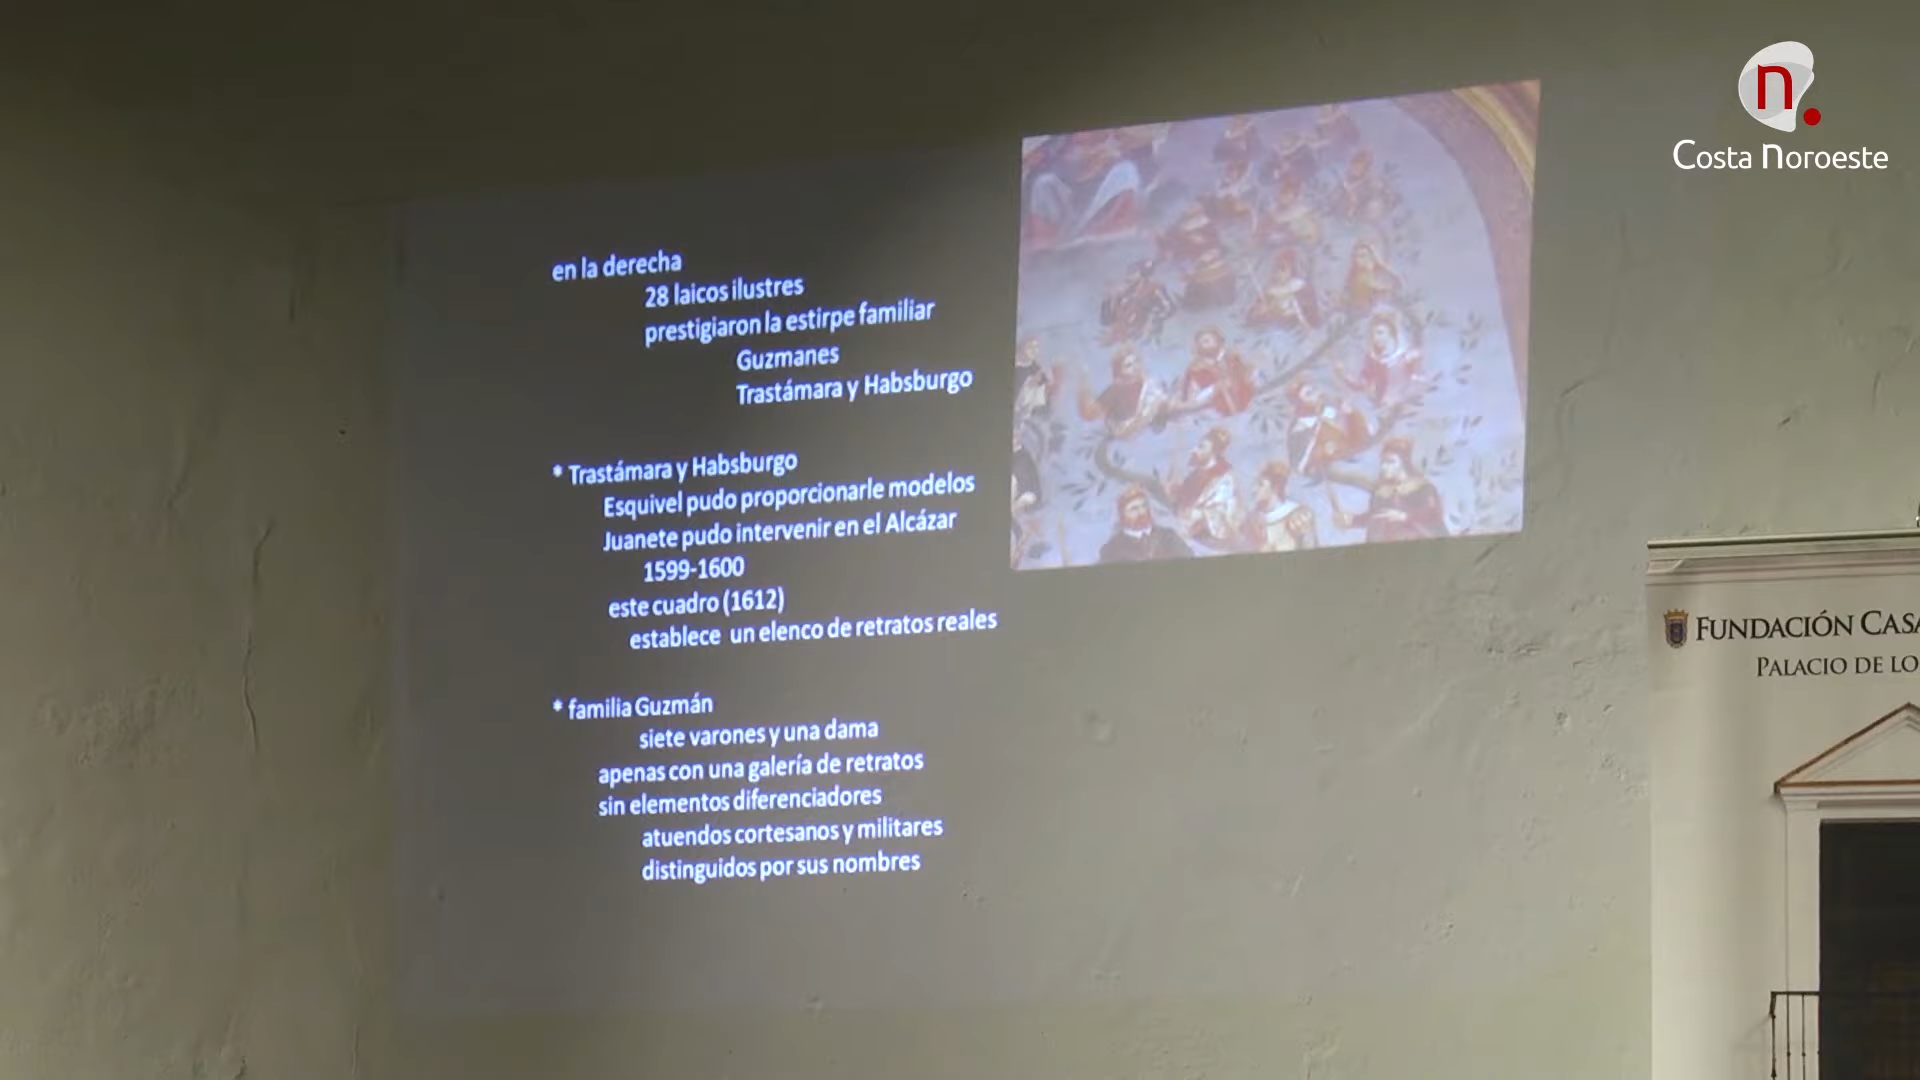 en la derecha
28 laicos ilustres
prestigiaron la estirpe familiar
Guzmanes
Trastámara y Habsburgo
* Trastámara y Habsburgo
Esquivel pudo proporcionarle modelos
Juanete pudo intervenir en el Alcázar
1599-1600
este cuadro (1612)
establece un elenco de retratos reales
* familia Guzmán
siete varones y una dama
apenas con una galería de retratos
sin elementos diferenciadores
atuendos cortesanos y militares
distinguidos por sus nombres
n.
Costa noroeste
FUNDACIÓN CASA
PALACIO DE LO